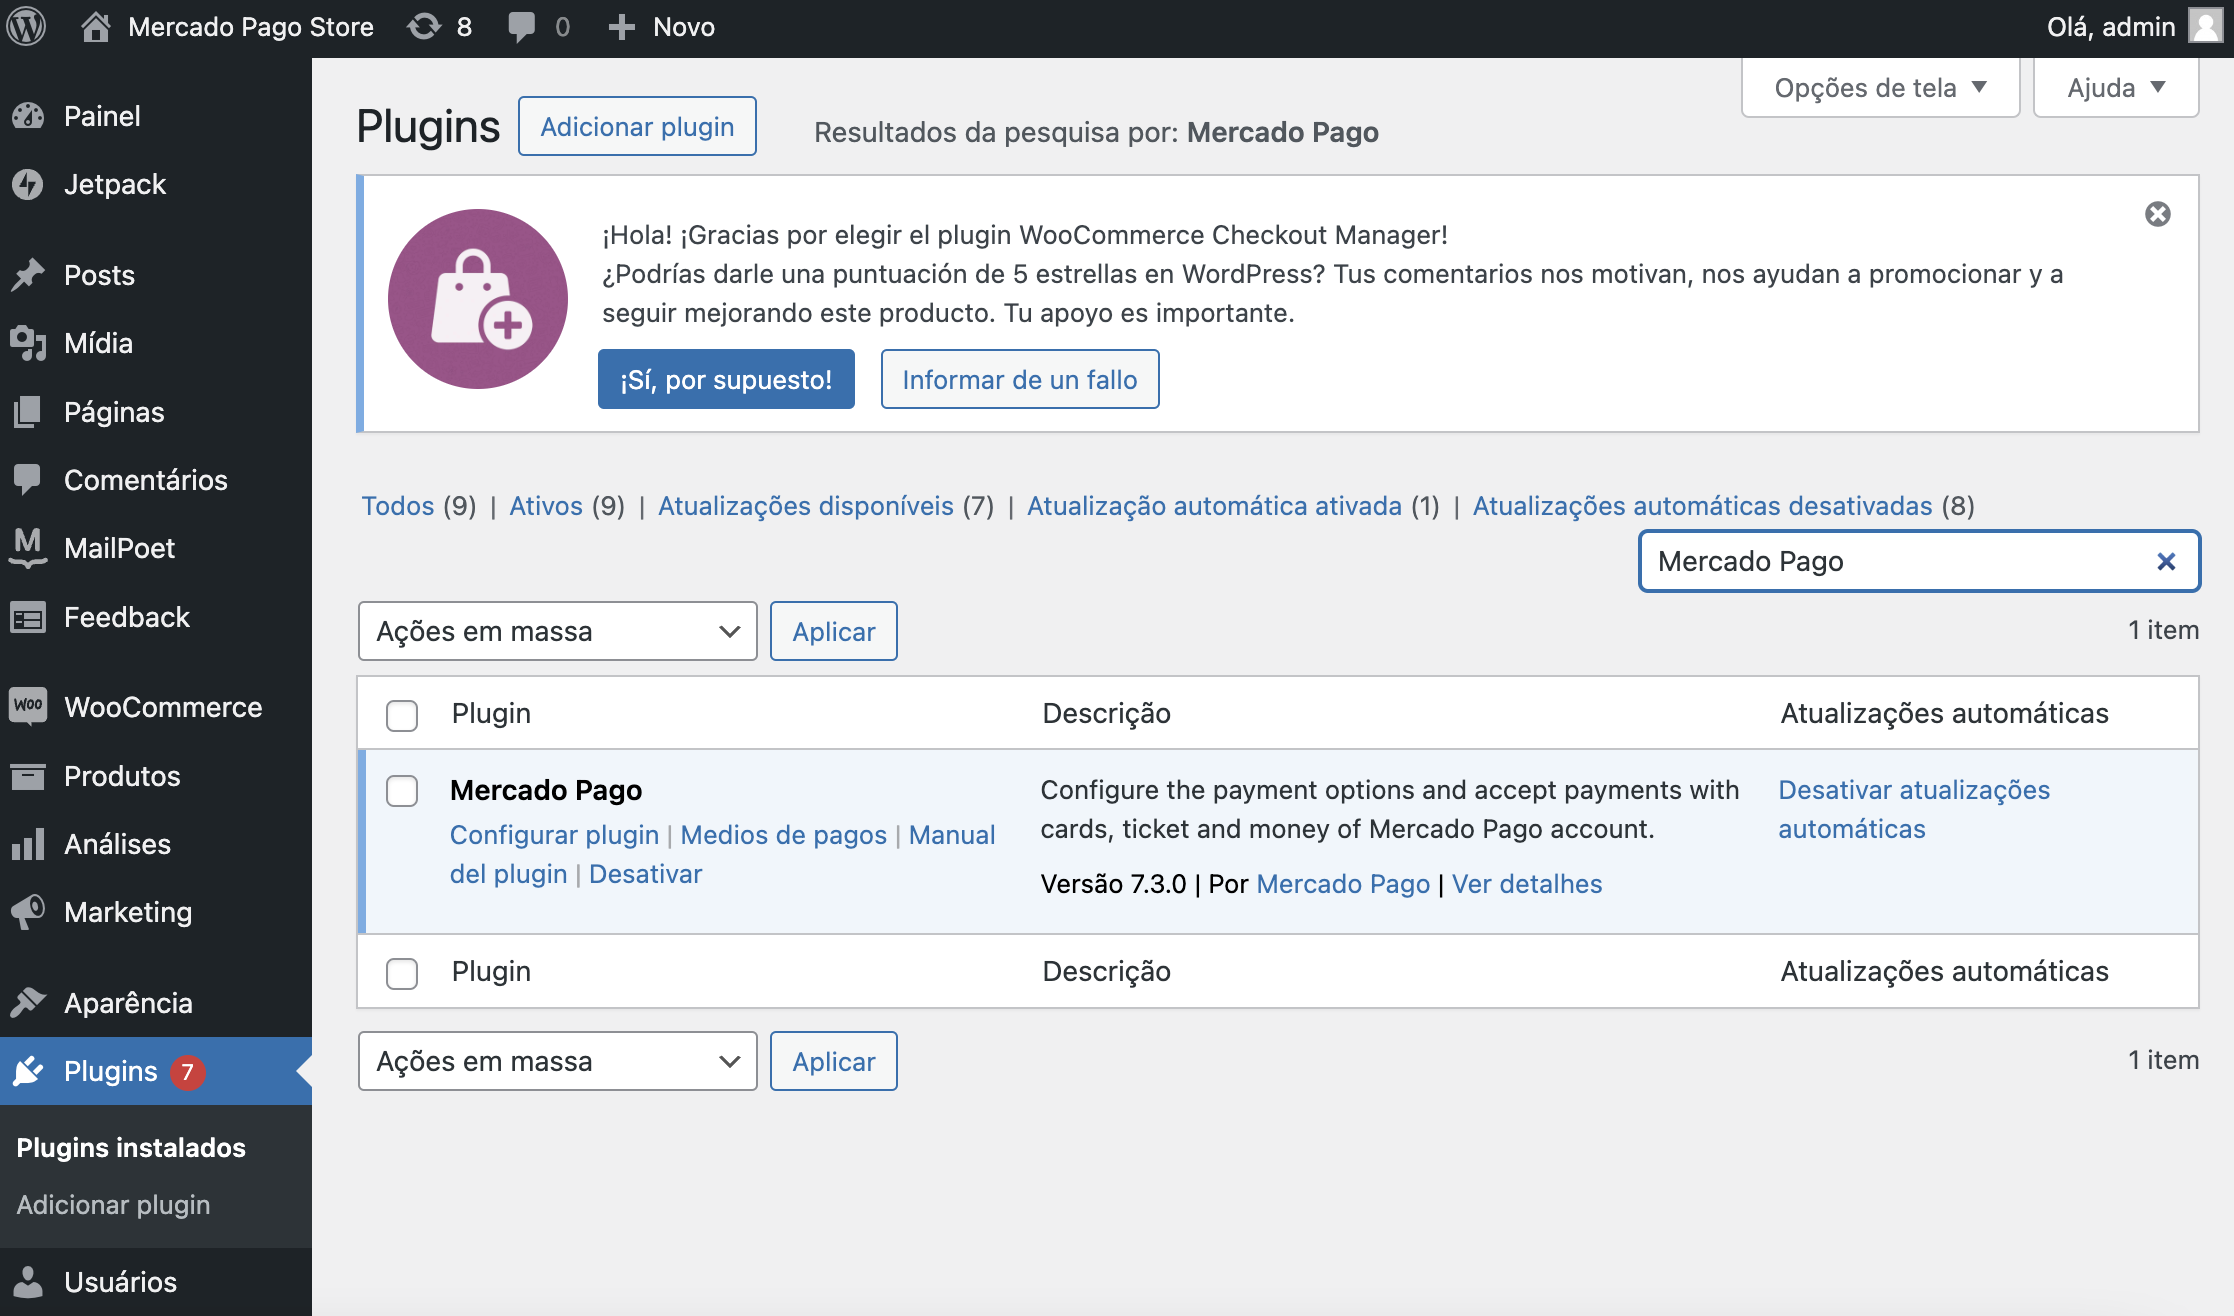 Mercado Pago Store 8 0 Novo Olá, admin
Painel
Jetpack
Posts
Mídia
Páginas
Comentários
MailPoet
Feedback
Woo WooCommerce
Produtos
Análises
Marketing
Aparência
Plugins 7
Plugins instalados
Adicionar plugin
Usuários
Opções de tela Ajuda
Plugins Adicionar plugin Resultados da pesquisa por: Mercado Pago
¡Hola! ¡Gracias por elegir el plugin WooCommerce Checkout Manager!
¿Podrías darle una puntuación de 5 estrellas en WordPress? Tus comentarios nos motivan, nos ayudan a promocionar y a
seguir mejorando este producto. Tu apoyo es importante.
¡Sí, por supuesto! Informar de un fallo
Todos (9) | Ativos (9) | Atualizações disponíveis (7) | Atualização automática ativada (1) | Atualizações automáticas desativadas (8)
Mercado Pago
Ações em massa Aplicar 1 item
Plugin Descrição Atualizações automáticas
Mercado Pago
Configurar plugin | Medios de pagos | Manual
del plugin | Desativar
Configure the payment options and accept payments with
cards, ticket and money of Mercado Pago account.
Versão 7.3.0 | Por Mercado Pago | Ver detalhes
Desativar atualizações
automáticas
Plugin Descrição Atualizações automáticas
Ações em massa Aplicar 1 item